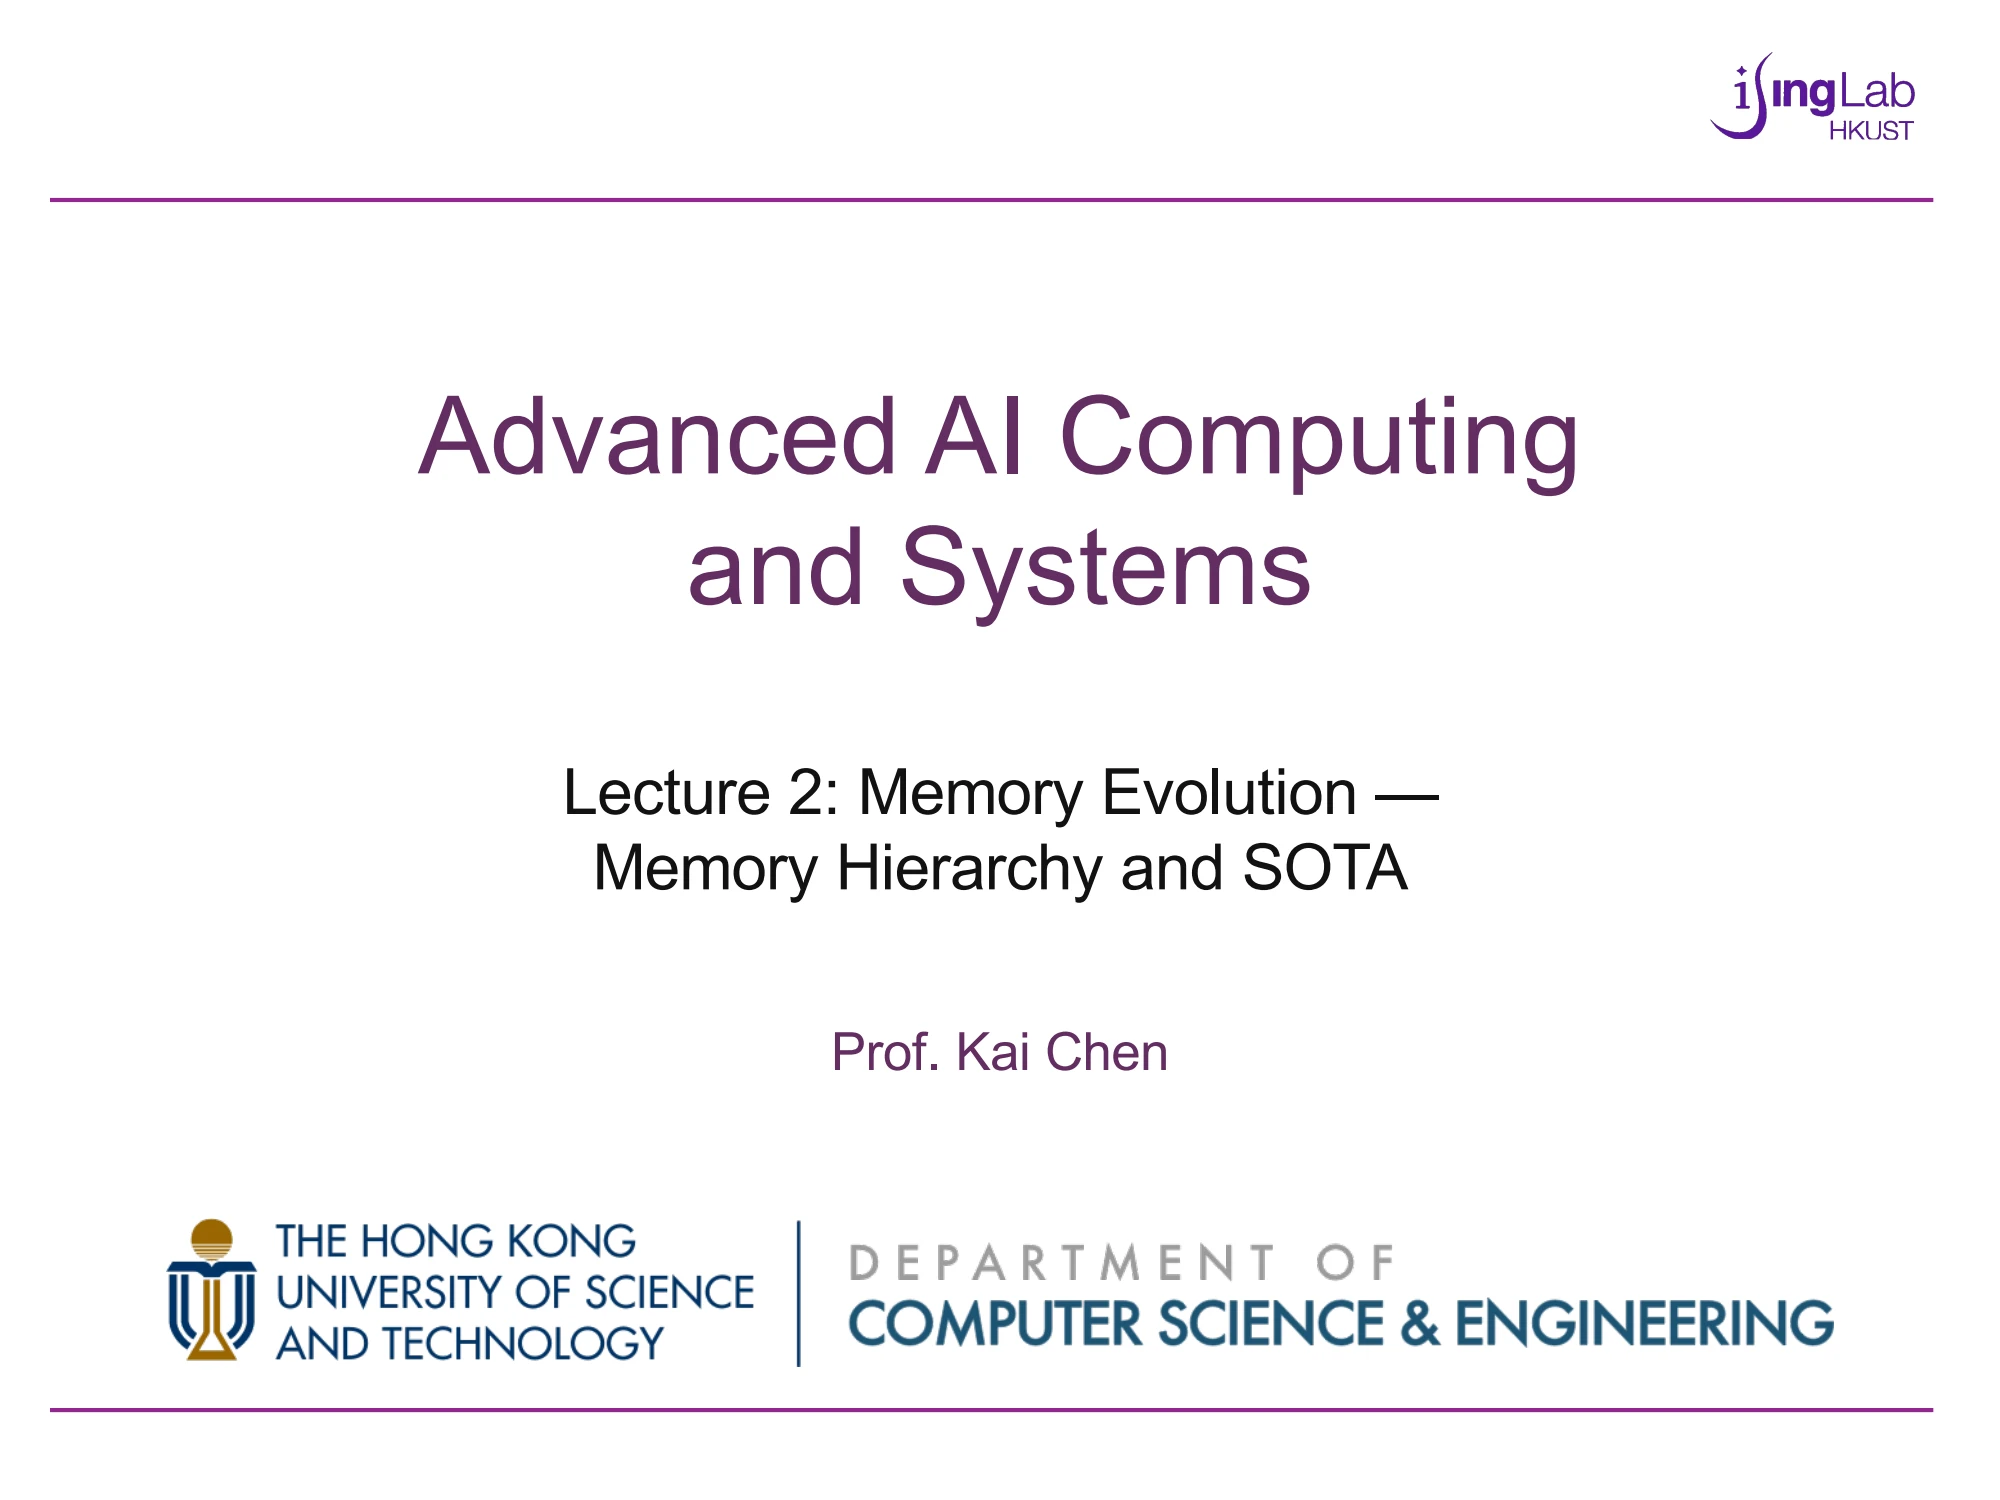 iSingLab
HKUST
Advanced AI Computing
and Systems
Lecture 2: Memory Evolution —
Memory Hierarchy and SOTA
Prof. Kai Chen
THE HONG KONG
UNIVERSITY OF SCIENCE
AND TECHNOLOGY
DEPARTMENT OF
COMPUTER SCIENCE & ENGINEERING